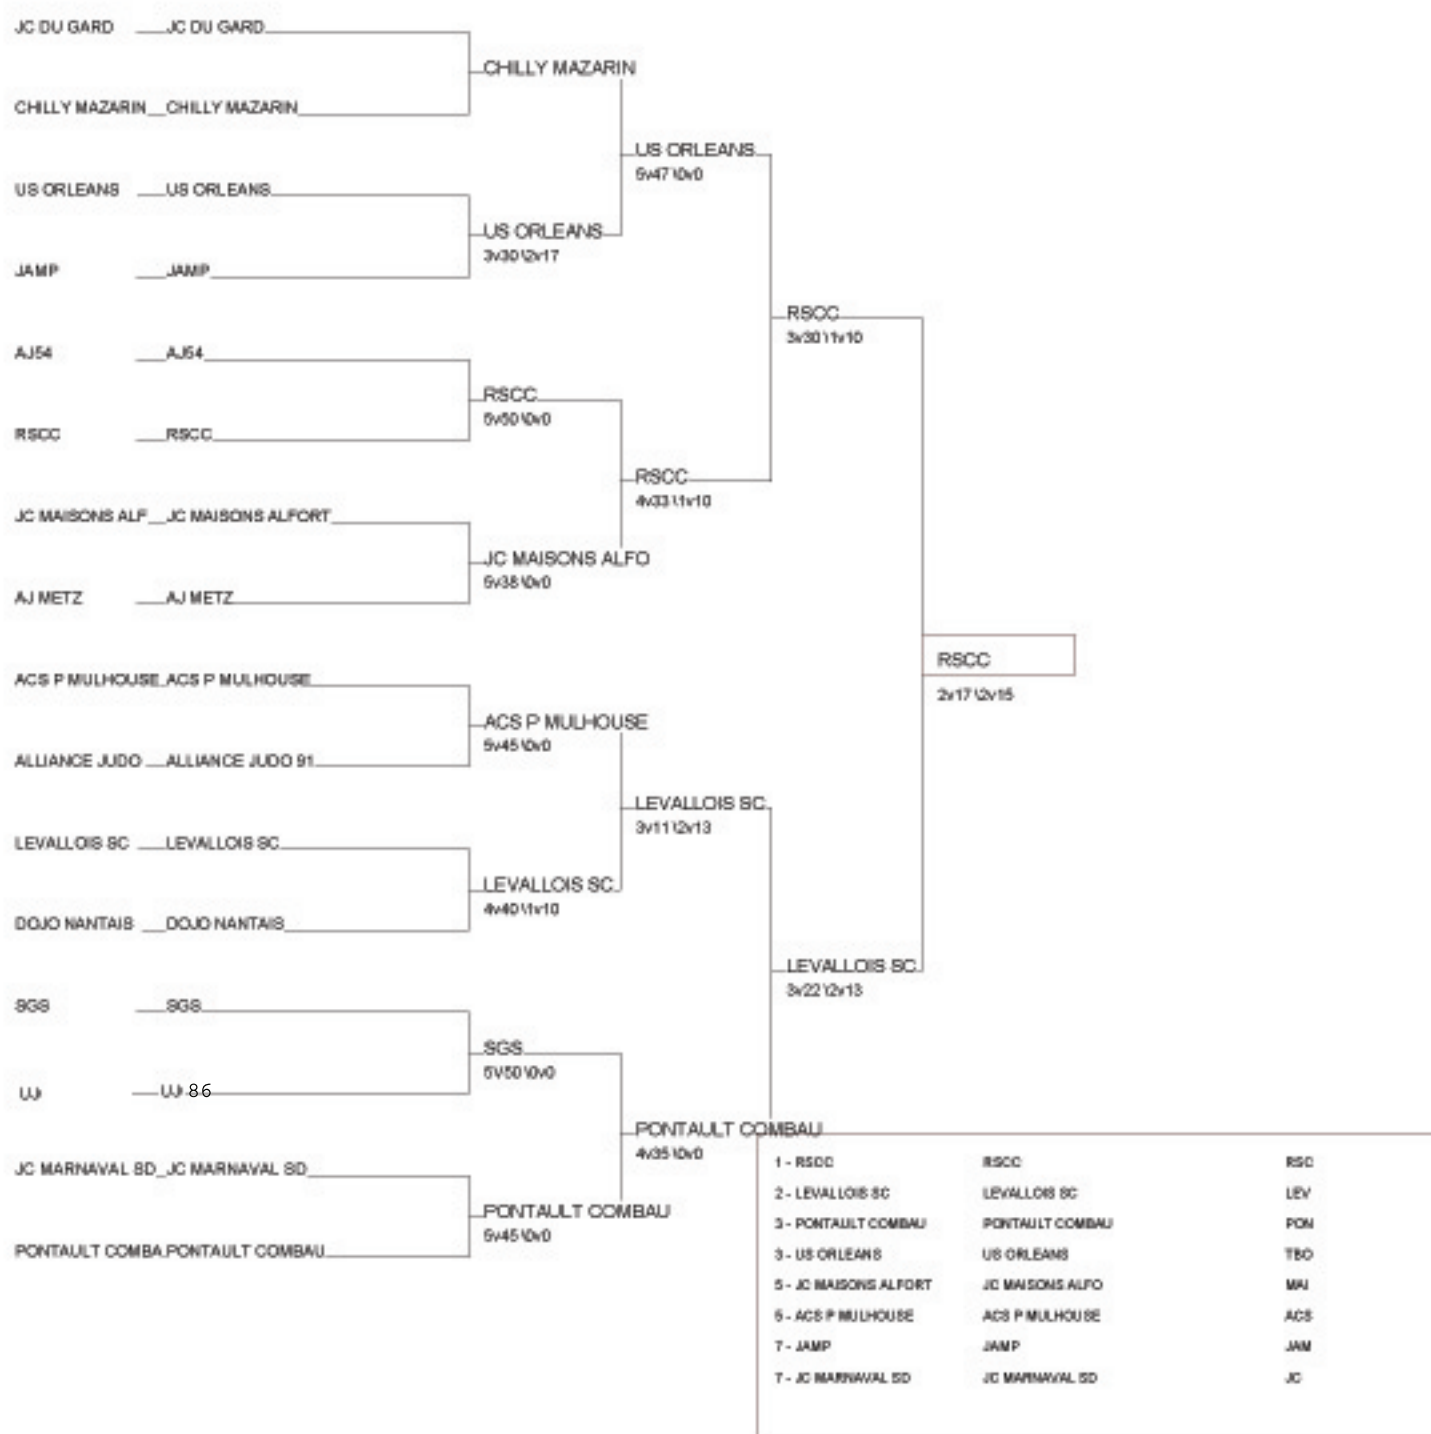 JC DU GARD JC DU GARD
CHILLY MAZARIN
CHILLY MAZARIN CHILLY MAZARIN
US ORLEANS
5v47\0v0
US ORLEANS US ORLEANS
US ORLEANS
3v30\2v17
JAMP JAMP
RSCC
3v30\1v10
AJ54 AJ54
RSCC
5v50\0v0
RSCC RSCC
RSCC
4v33\1v10
JC MAISONS ALF JC MAISONS ALFORT
JC MAISONS ALFO
5v38\0v0
AJ METZ AJ METZ
RSCC
2v17\2v15
ACS P MULHOUSE ACS P MULHOUSE
ACS P MULHOUSE
5v45\0v0
ALLIANCE JUDO ALLIANCE JUDO 91
LEVALLOIS SC
3v11\2v13
LEVALLOIS SC LEVALLOIS SC
LEVALLOIS SC
4v40\1v10
DOJO NANTAIS DOJO NANTAIS
LEVALLOIS SC
3v22\2v13
SGS SGS
SGS
5V50\0v0
UJ UJ 86
PONTAULT COMBAU
4v35\0v0
JC MARNAVAL SD JC MARNAVAL SD
PONTAULT COMBAU
5v45\0v0
PONTAULT COMBA PONTAULT COMBAU
1 - RSCC RSCC RSC
2 - LEVALLOIS SC LEVALLOIS SC LEV
3 - PONTAULT COMBAU PONTAULT COMBAU PON
3 - US ORLEANS US ORLEANS TBO
5 - JC MAISONS ALFORT JC MAISONS ALFO MAI
5 - ACS P MULHOUSE ACS P MULHOUSE ACS
7 - JAMP JAMP JAM
7 - JC MARNAVAL SD JC MARNAVAL SD JC